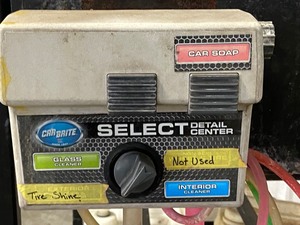 CAR SOAP
CAR BRITE
SELECT DETAIL CENTER
GLASS CLEANER
Not Used
Tire Shine
INTERIOR CLEANER